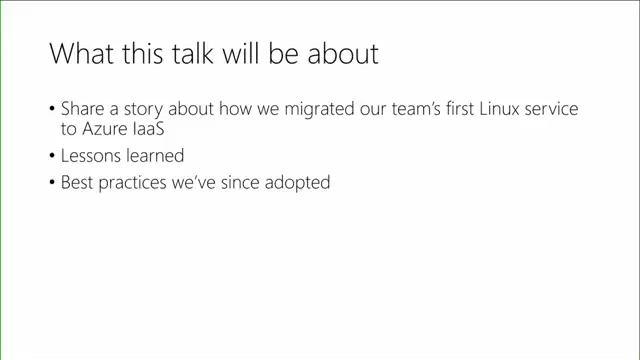 What this talk will be about
• Share a story about how we migrated our team's first Linux service
to Azure IaaS
• Lessons learned
• Best practices we've since adopted